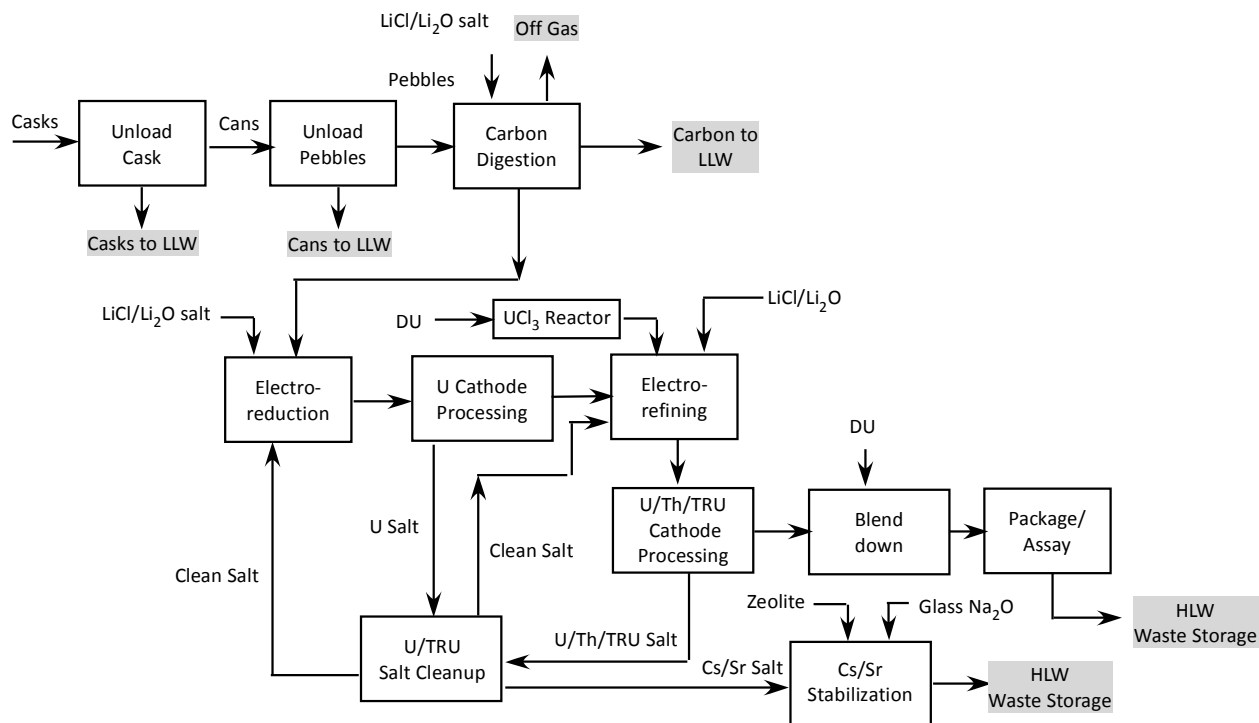 LiCl/Li₂O salt
Off Gas
Pebbles
Casks
Unload
Cask
Cans
Unload
Pebbles
Carbon
Digestion
Carbon to
LLW
Casks to LLW
Cans to LLW
LiCl/Li₂O salt
DU
UCl₃ Reactor
LiCl/Li₂O
Electro-
reduction
U Cathode
Processing
Electro-
refining
DU
U Salt
Clean Salt
U/Th/TRU
Cathode
Processing
Blend
down
Package/
Assay
Clean Salt
Zeolite
Glass Na₂O
HLW
Waste Storage
U/TRU
Salt Cleanup
U/Th/TRU Salt
Cs/Sr Salt
Cs/Sr
Stabilization
HLW
Waste Storage